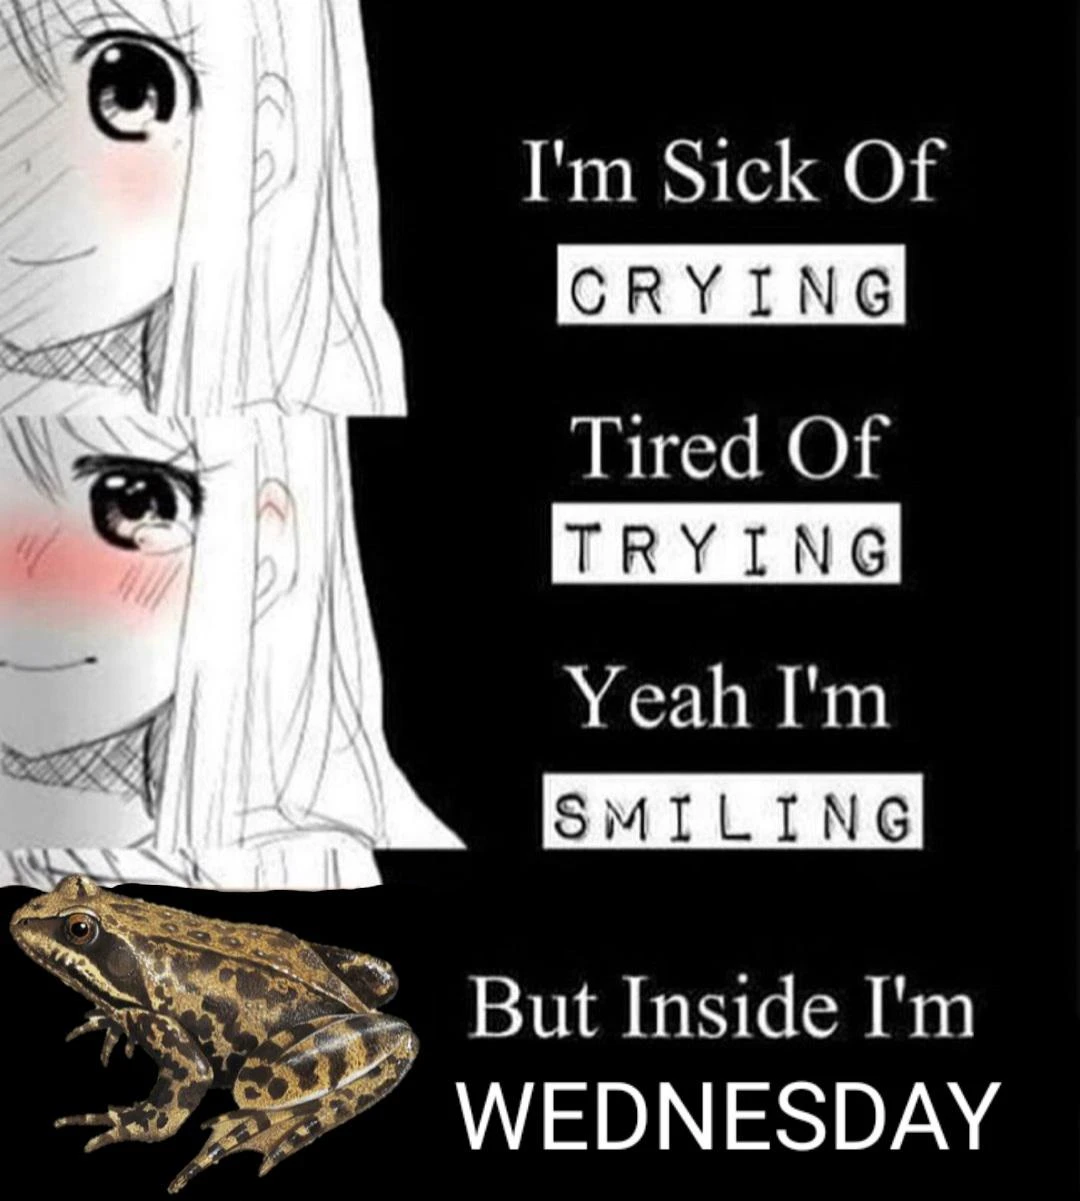 I'm Sick Of
CRYING
Tired Of
TRYING
Yeah I'm
SMILING
But Inside I'm
WEDNESDAY